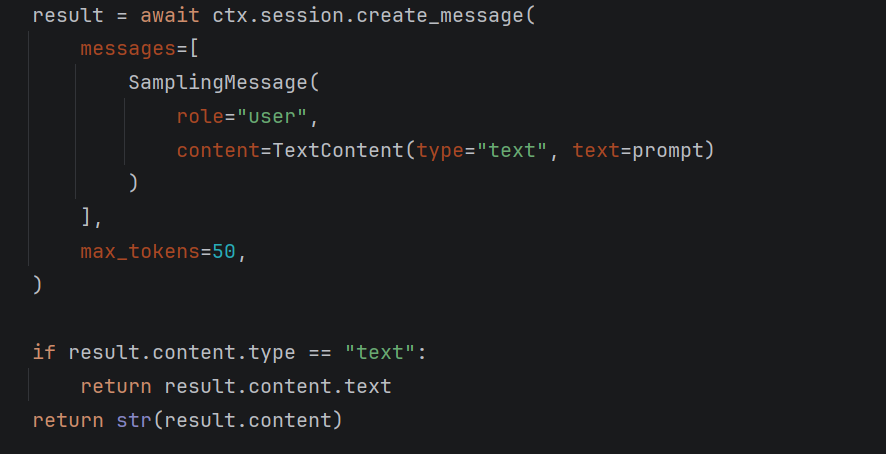 result = await ctx.session.create_message(
    messages=[
        SamplingMessage(
            role="user",
            content=TextContent(type="text", text=prompt)
        )
    ],
    max_tokens=50,
)

if result.content.type == "text":
    return result.content.text
return str(result.content)